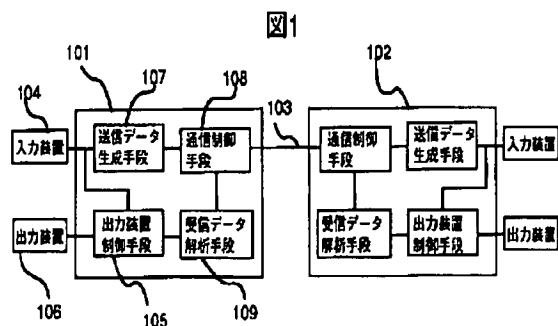 図1
101
107
108
102
104
103
入力装置
送信データ
生成手段
通信制御
手段
通信制御
手段
送信データ
生成手段
入力装置
出力装置
出力装置
制御手段
受信データ
解析手段
受信データ
解析手段
出力装置
制御手段
出力装置
106
105
109